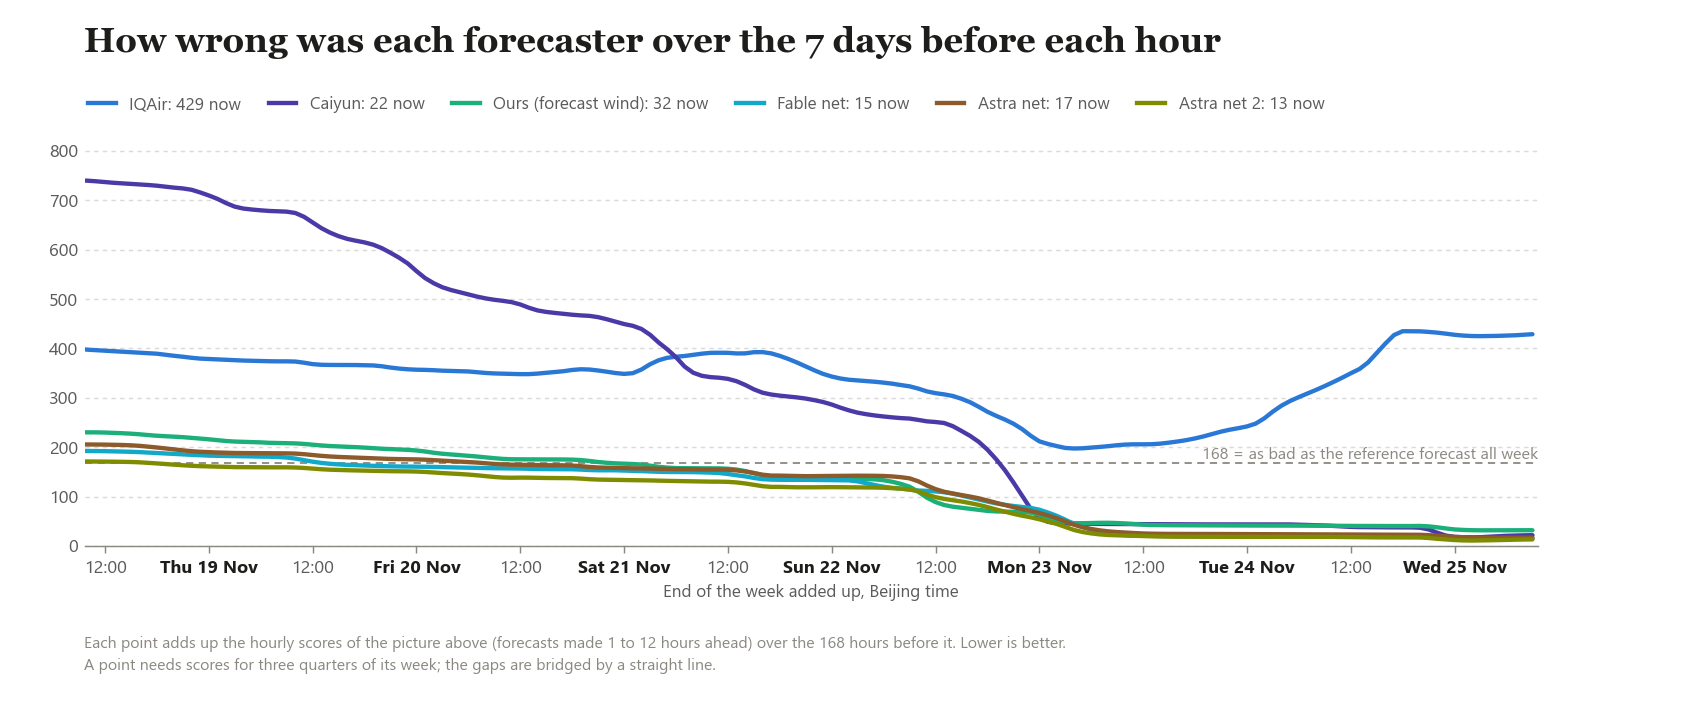 How wrong was each forecaster over the 7 days before each hour
IQAir: 429 now Caiyun: 22 now Ours (forecast wind): 32 now Fable net: 15 now Astra net: 17 now Astra net 2: 13 now
800
700
600
500
400
300
200
168 = as bad as the reference forecast all week
100
0
12:00 Thu 19 Nov 12:00 Fri 20 Nov 12:00 Sat 21 Nov 12:00 Sun 22 Nov 12:00 Mon 23 Nov 12:00 Tue 24 Nov 12:00 Wed 25 Nov
End of the week added up, Beijing time
Each point adds up the hourly scores of the picture above (forecasts made 1 to 12 hours ahead) over the 168 hours before it. Lower is better.
A point needs scores for three quarters of its week; the gaps are bridged by a straight line.